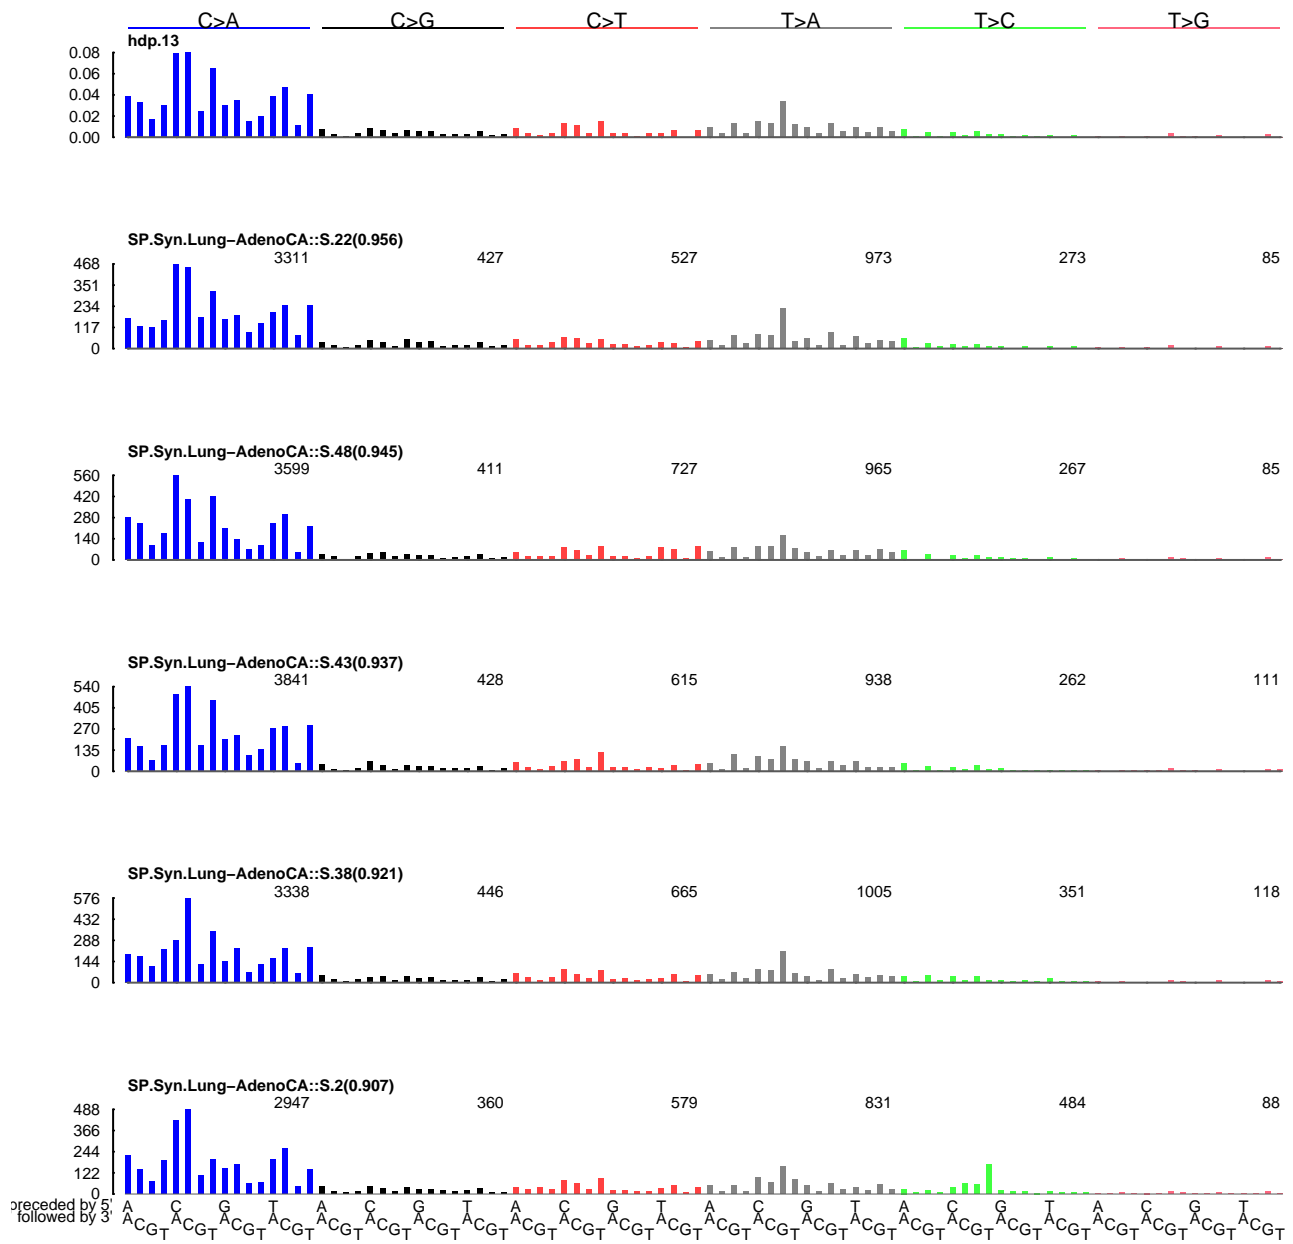 C>A C>G C>T T>A T>C T>G
hdp.13
0.08
0.06
0.04
0.02
0.00
SP.Syn.Lung−AdenoCA::S.22(0.956)
3311 427 527 973 273 85
468
351
234
117
0
SP.Syn.Lung−AdenoCA::S.48(0.945)
3599 411 727 965 267 85
560
420
280
140
0
SP.Syn.Lung−AdenoCA::S.43(0.937)
3841 428 615 938 262 111
540
405
270
135
0
SP.Syn.Lung−AdenoCA::S.38(0.921)
3338 446 665 1005 351 118
576
432
288
144
0
SP.Syn.Lung−AdenoCA::S.2(0.907)
2947 360 579 831 484 88
488
366
244
122
0
preceded by 5' A C G T A C G T A C G T A C G T A C G T A C G T
followed by 3' A C G T A C G T A C G T A C G T A C G T A C G T A C G T A C G T A C G T A C G T A C G T A C G T A C G T A C G T A C G T A C G T A C G T A C G T A C G T A C G T A C G T A C G T A C G T A C G T